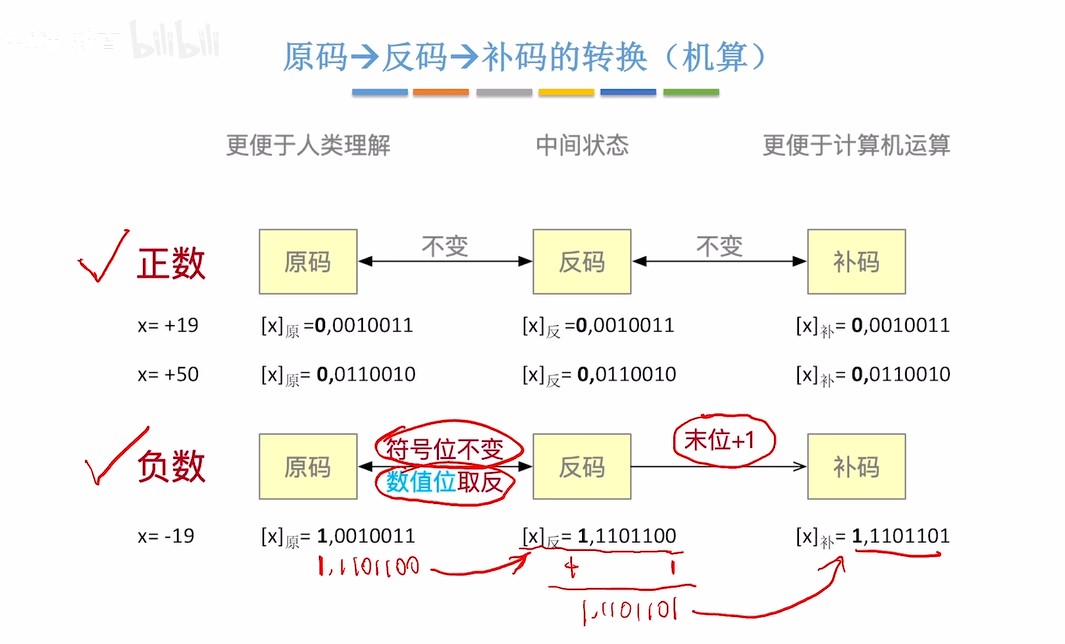 bilibili
原码→反码→补码的转换（机算）
更便于人类理解 中间状态 更便于计算机运算
正数 原码 不变 反码 不变 补码
x= +19 [x]原 =0,0010011 [x]反 =0,0010011 [x]补= 0,0010011
x= +50 [x]原= 0,0110010 [x]反= 0,0110010 [x]补= 0,0110010
负数 原码 符号位不变 反码 末位+1 补码
数值位取反
x= -19 [x]原= 1,0010011 [x]反= 1,1101100 [x]补= 1,1101101
1,1101100 + 1
1,1101101